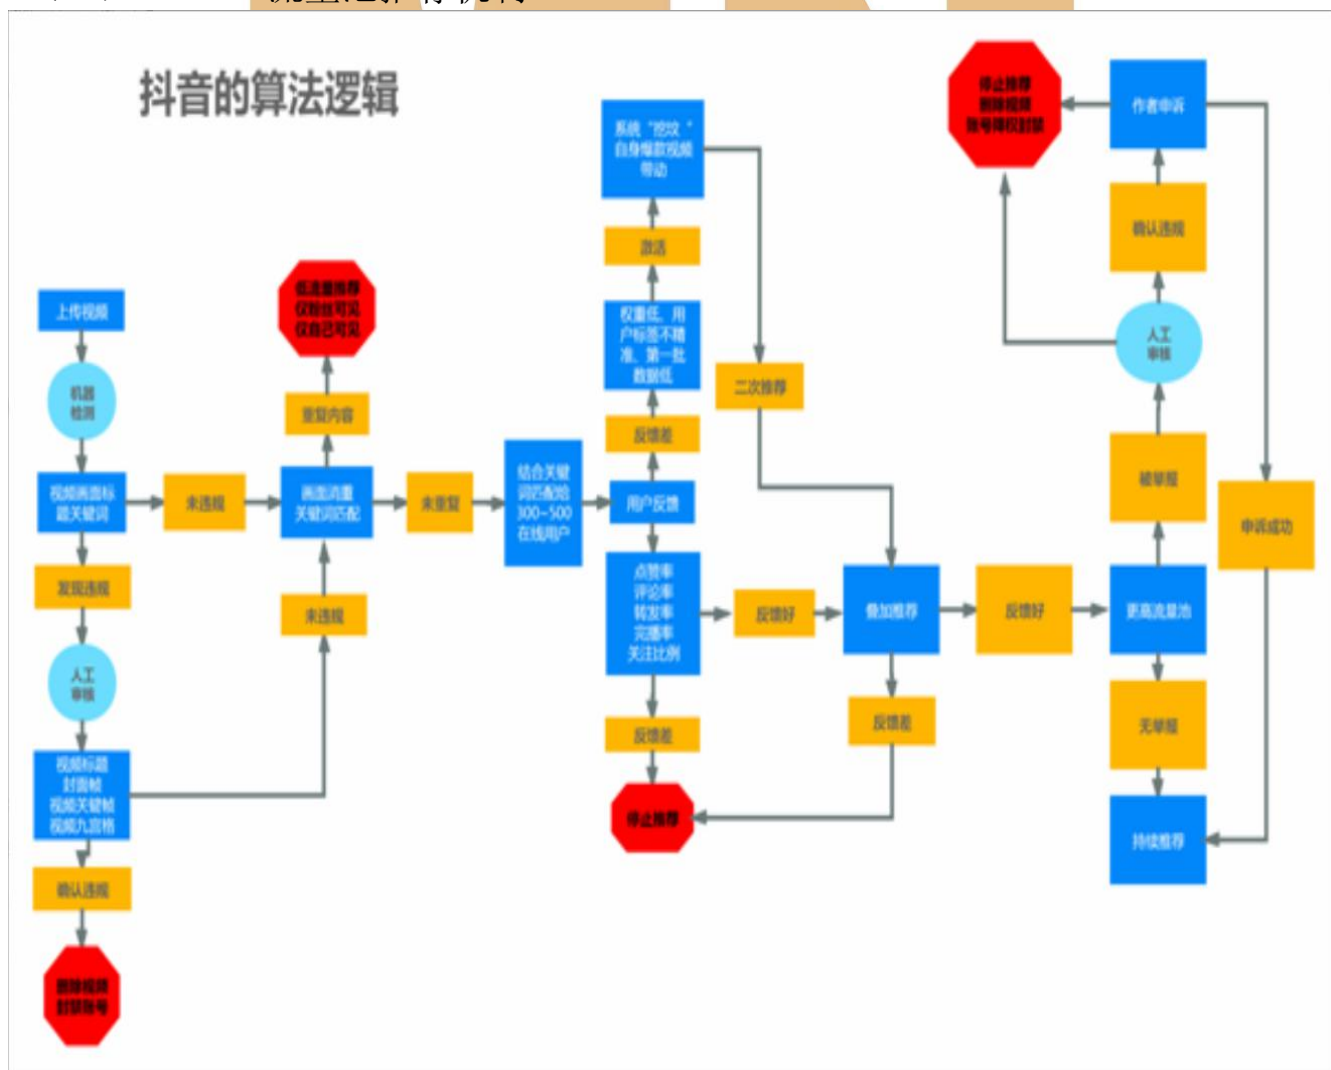 抖音的算法逻辑
上传视频
机器
检测
视频画面标
题关键词
发现违规
人工
审核
视频标题
封面帧
视频关键帧
视频九宫格
确认违规
删除视频
封禁账号
未违规
低流量推荐
仅粉丝可见
仅自己可见
重复内容
画面消重
关键词匹配
未违规
未重复
结合关键
词匹配给
300~500
在线用户
系统“挖坟“
自身爆款视频
带动
激活
权重低、用
户标签不精
准、第一批
数据低
反馈差
用户反馈
点赞率
评论率
转发率
完播率
关注比例
反馈差
停止推荐
二次推荐
反馈好
叠加推荐
反馈差
反馈好
停止推荐
删除视频
账号降权封禁
作者申诉
确认违规
人工
审核
被举报
更高流量池
无举报
持续推荐
申诉成功